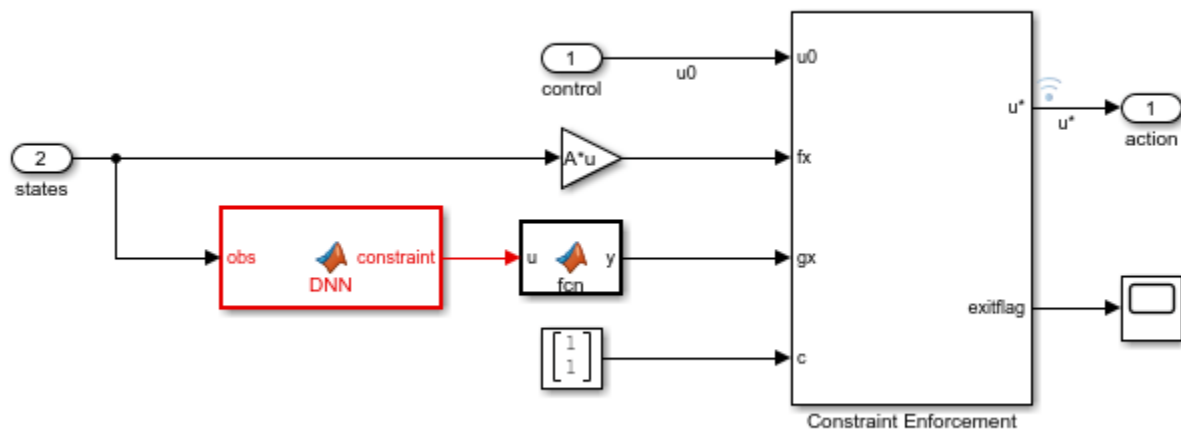 1
control
u0
u0
u*
u*
1
action
2
states
A*u
fx
obs
constraint
DNN
u
y
fcn
gx
exitflag
1
1
c
Constraint Enforcement